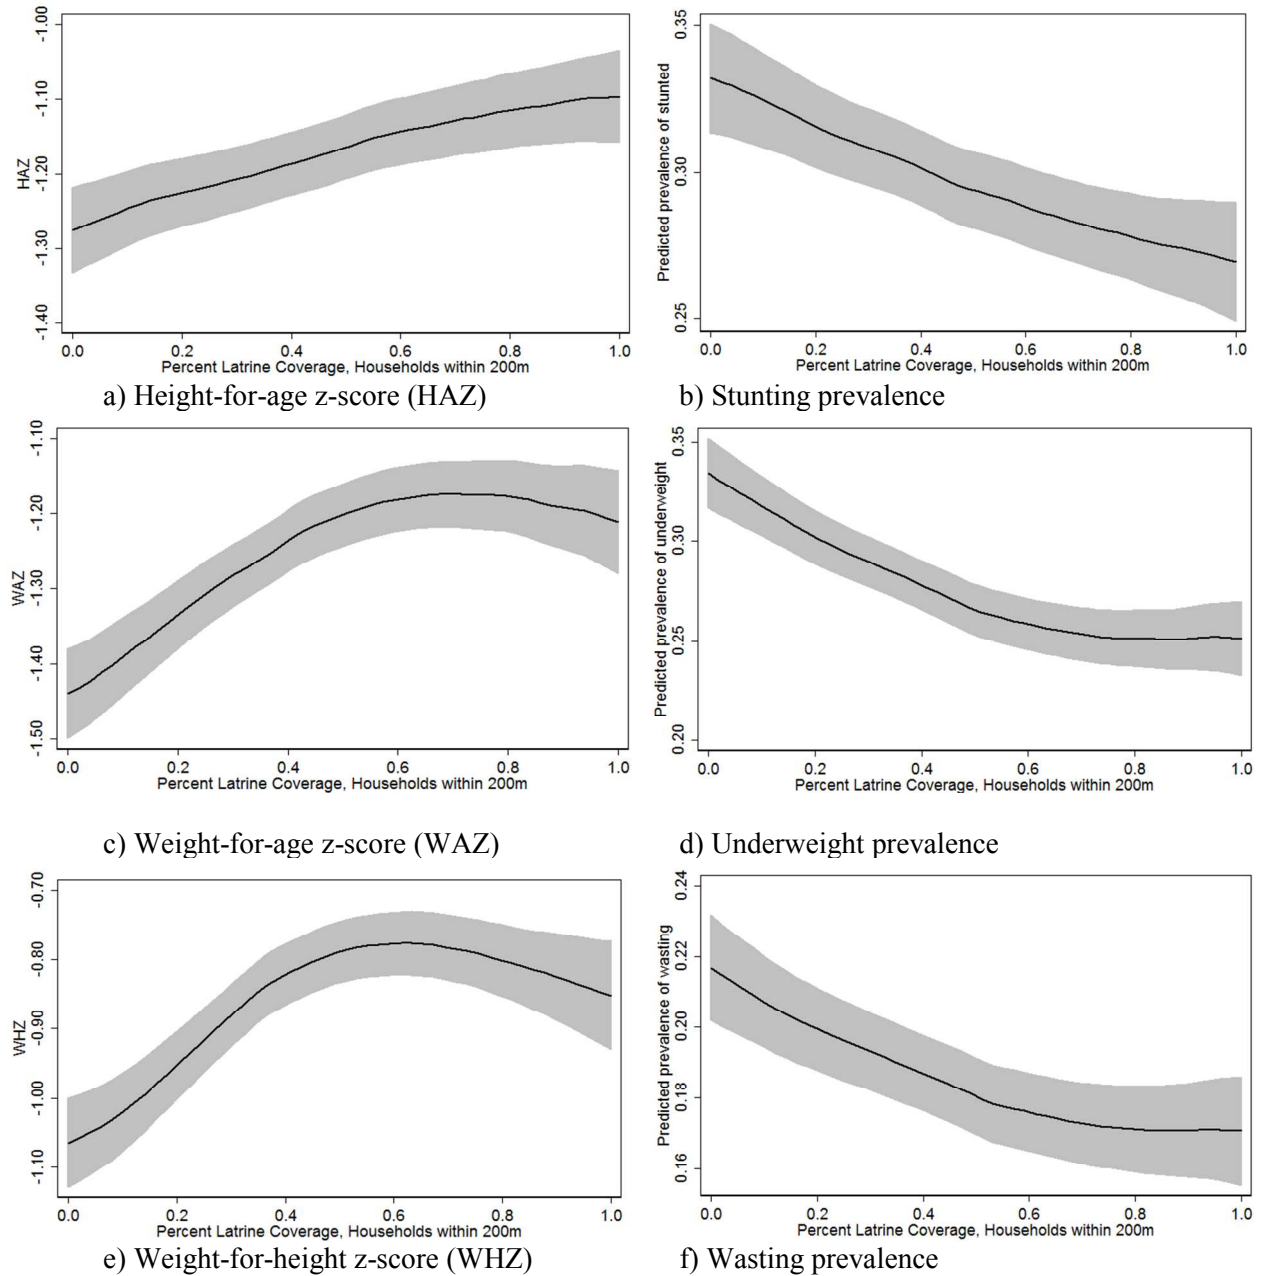 -1.00
-1.10
-1.20
-1.30
-1.40
HAZ
0.0 0.2 0.4 0.6 0.8 1.0
Percent Latrine Coverage, Households within 200m
a) Height-for-age z-score (HAZ)
0.35
0.30
0.25
Predicted prevalence of stunted
0.0 0.2 0.4 0.6 0.8 1.0
Percent Latrine Coverage, Households within 200m
b) Stunting prevalence
-1.10
-1.20
-1.30
-1.40
-1.50
WAZ
0.0 0.2 0.4 0.6 0.8 1.0
Percent Latrine Coverage, Households within 200m
c) Weight-for-age z-score (WAZ)
0.35
0.30
0.25
0.20
Predicted prevalence of underweight
0.0 0.2 0.4 0.6 0.8 1.0
Percent Latrine Coverage, Households within 200m
d) Underweight prevalence
-0.70
-0.80
-0.90
-1.00
-1.10
WHZ
0.0 0.2 0.4 0.6 0.8 1.0
Percent Latrine Coverage, Households within 200m
e) Weight-for-height z-score (WHZ)
0.24
0.22
0.20
0.18
0.16
Predicted prevalence of wasting
0.0 0.2 0.4 0.6 0.8 1.0
Percent Latrine Coverage, Households within 200m
f) Wasting prevalence